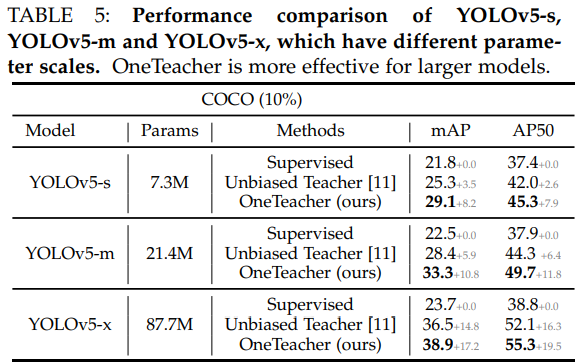 TABLE 5: Performance comparison of YOLOv5-s,
YOLOv5-m and YOLOv5-x, which have different parame-
ter scales. OneTeacher is more effective for larger models.
COCO (10%)
Model Params Methods mAP AP50
Supervised 21.8+0.0 37.4+0.0
YOLOv5-s 7.3M Unbiased Teacher [11] 25.3+3.5 42.0+2.6
OneTeacher (ours) 29.1+8.2 45.3+7.9
Supervised 22.5+0.0 37.9+0.0
YOLOv5-m 21.4M Unbiased Teacher [11] 28.4+5.9 44.3 +6.4
OneTeacher (ours) 33.3+10.8 49.7+11.8
Supervised 23.7+0.0 38.8+0.0
YOLOv5-x 87.7M Unbiased Teacher [11] 36.5+14.8 52.1+16.3
OneTeacher (ours) 38.9+17.2 55.3+19.5